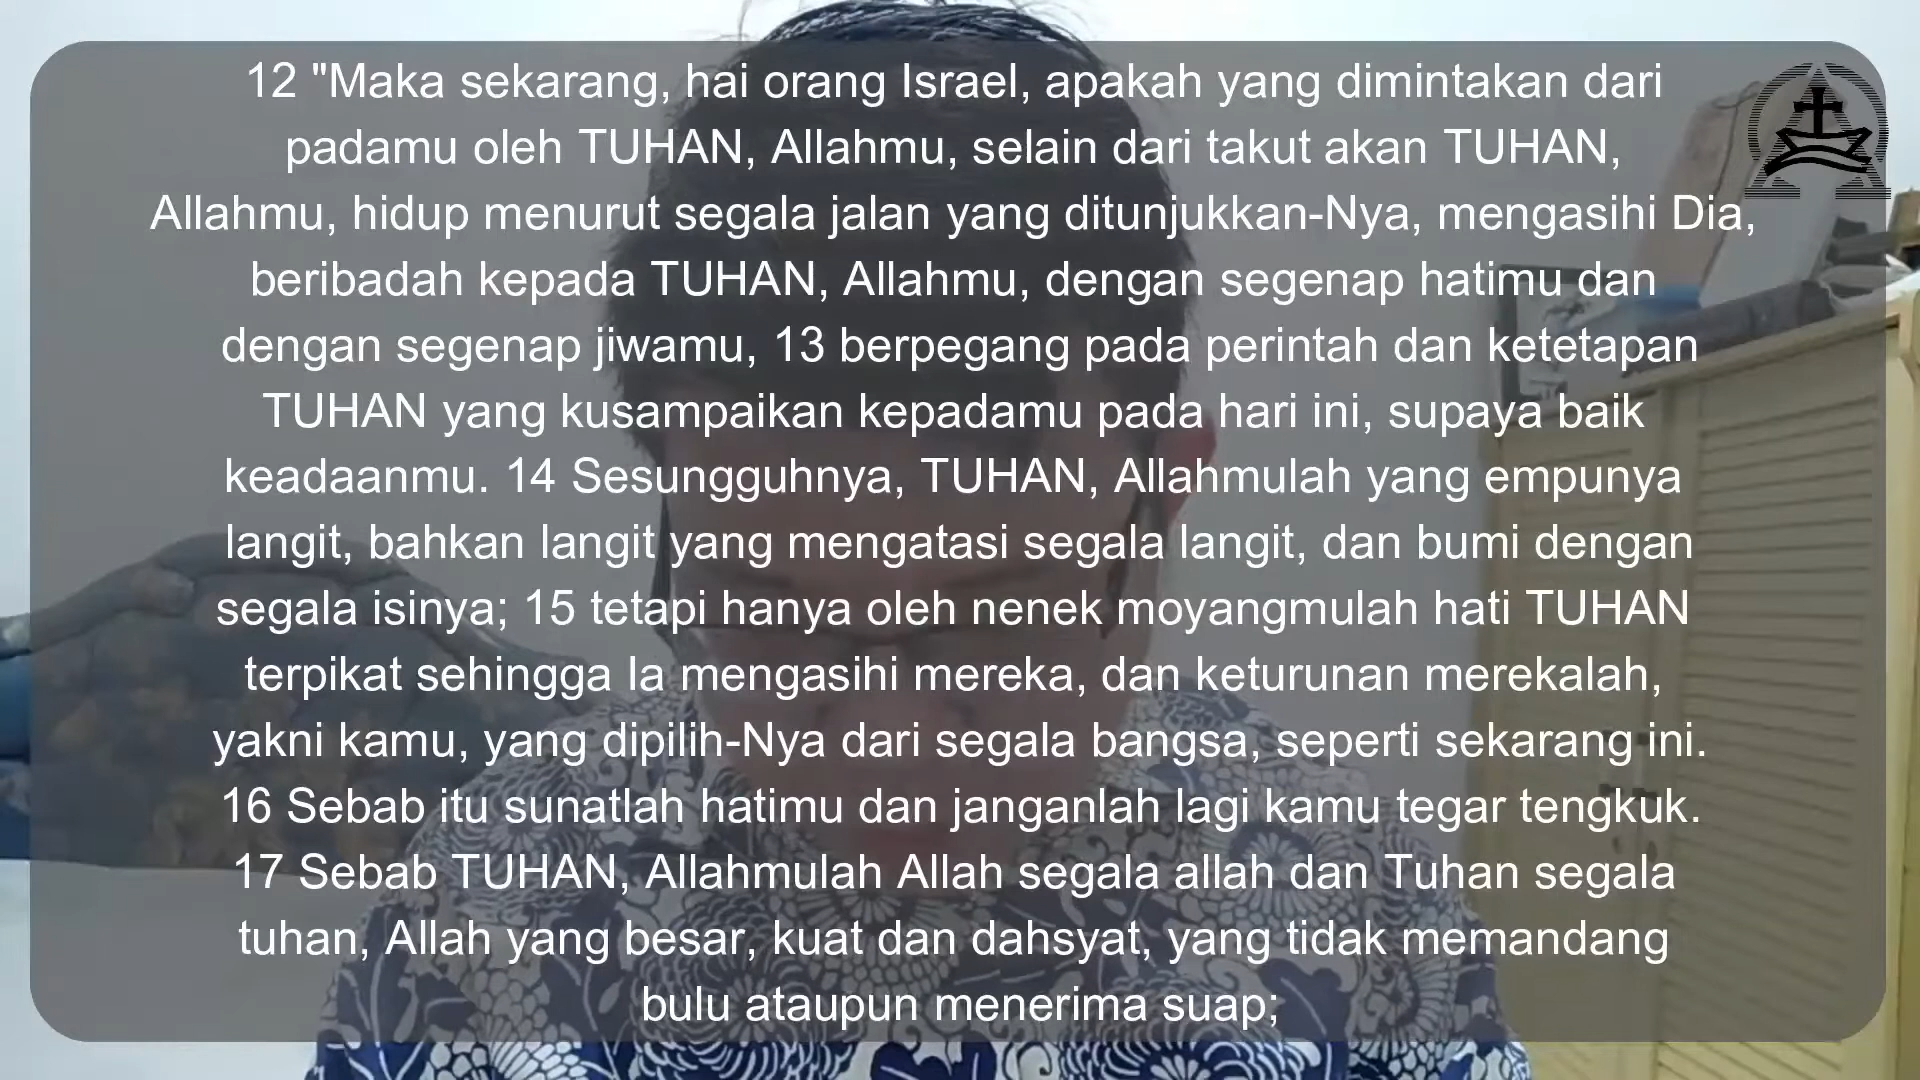 12 "Maka sekarang, hai orang Israel, apakah yang dimintakan dari
padamu oleh TUHAN, Allahmu, selain dari takut akan TUHAN,
Allahmu, hidup menurut segala jalan yang ditunjukkan-Nya, mengasihi Dia,
beribadah kepada TUHAN, Allahmu, dengan segenap hatimu dan
dengan segenap jiwamu, 13 berpegang pada perintah dan ketetapan
TUHAN yang kusampaikan kepadamu pada hari ini, supaya baik
keadaanmu. 14 Sesungguhnya, TUHAN, Allahmulah yang empunya
langit, bahkan langit yang mengatasi segala langit, dan bumi dengan
segala isinya; 15 tetapi hanya oleh nenek moyangmulah hati TUHAN
terpikat sehingga Ia mengasihi mereka, dan keturunan merekalah,
yakni kamu, yang dipilih-Nya dari segala bangsa, seperti sekarang ini.
16 Sebab itu sunatlah hatimu dan janganlah lagi kamu tegar tengkuk.
17 Sebab TUHAN, Allahmulah Allah segala allah dan Tuhan segala
tuhan, Allah yang besar, kuat dan dahsyat, yang tidak memandang
bulu ataupun menerima suap;